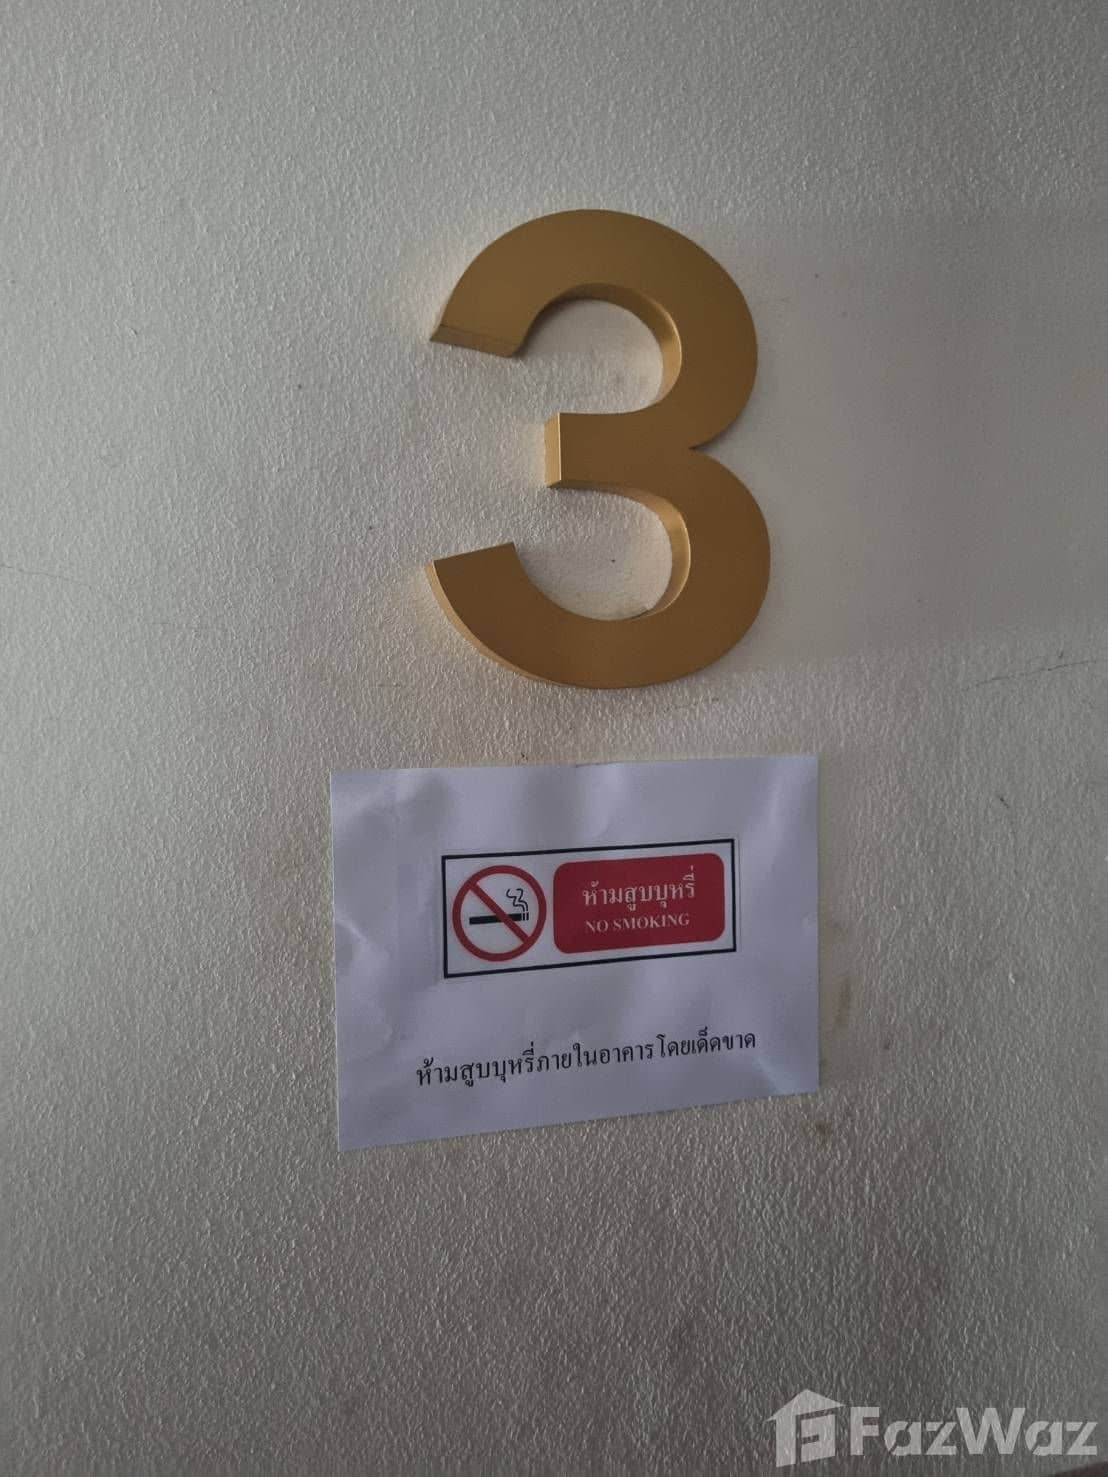 3
ห้ามสูบบุหรี่
NO SMOKING
ห้ามสูบบุหรี่ภายในอาคารโดยเด็ดขาด
FazWaz